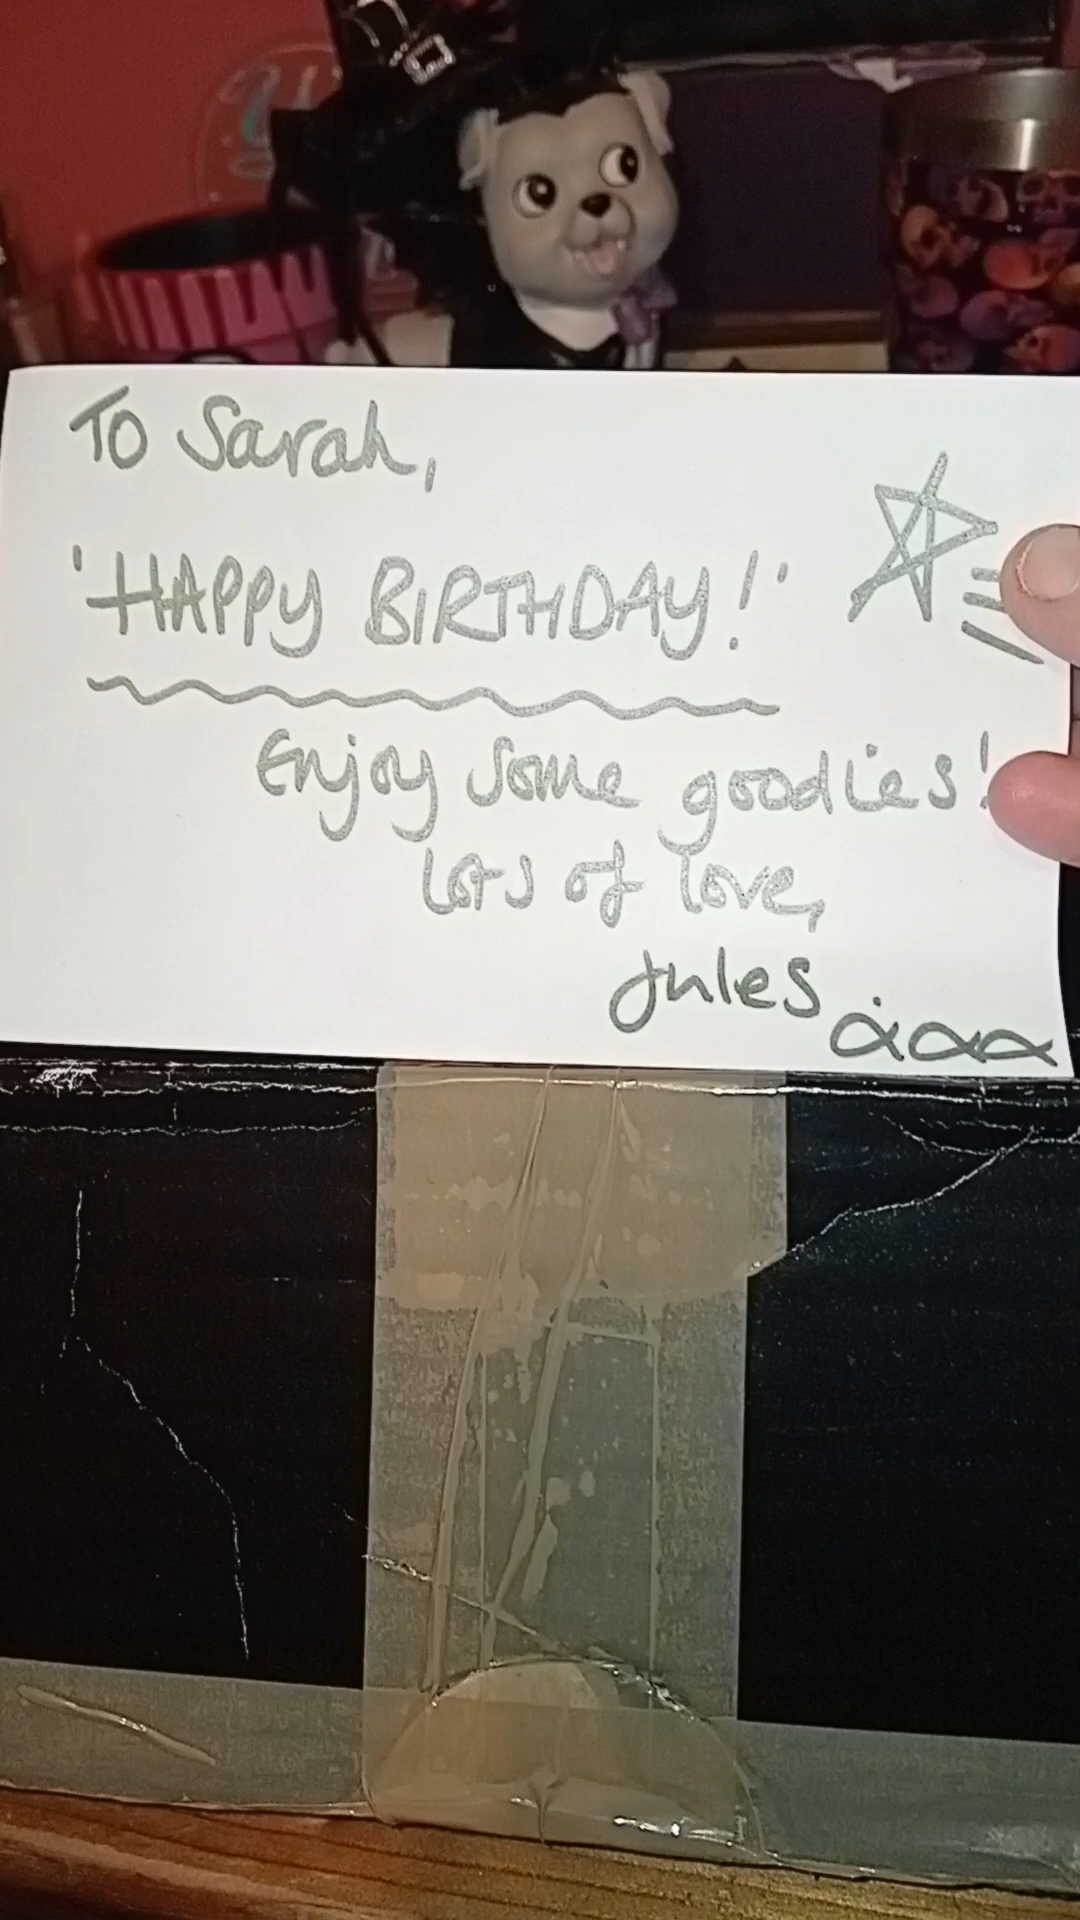 To Sarah,
'HAPPY BIRTHDAY!'
Enjoy some goodies!
Lots of love,
Jules xxx